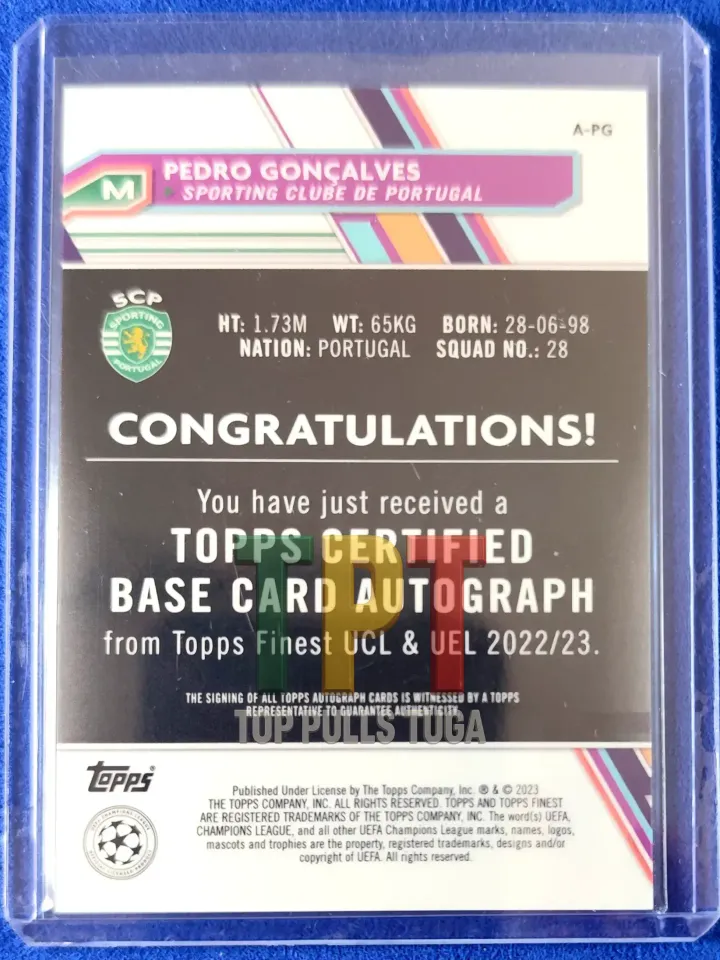 A-PG
M
PEDRO GONÇALVES
SPORTING CLUBE DE PORTUGAL
SCP
SPORTING
PORTUGAL
HT: 1.73M WT: 65KG BORN: 28-06-98
NATION: PORTUGAL SQUAD NO.: 28
CONGRATULATIONS!
You have just received a
TOPPS CERTIFIED
BASE CARD AUTOGRAPH
from Topps Finest UCL & UEL 2022/23.
TPT
THE SIGNING OF ALL TOPPS AUTOGRAPH CARDS IS WITNESSED BY A TOPPS
REPRESENTATIVE TO GUARANTEE AUTHENTICITY.
TOP PULLS TUGA
TOPPS®
Published Under License by The Topps Company, Inc. ® & © 2023
THE TOPPS COMPANY, INC. ALL RIGHTS RESERVED. TOPPS AND TOPPS FINEST
ARE REGISTERED TRADEMARKS OF THE TOPPS COMPANY, INC. The word(s) UEFA,
CHAMPIONS LEAGUE, and all other UEFA Champions League marks, names, logos,
mascots and trophies are the property, registered trademarks, designs and/or
copyright of UEFA. All rights reserved.